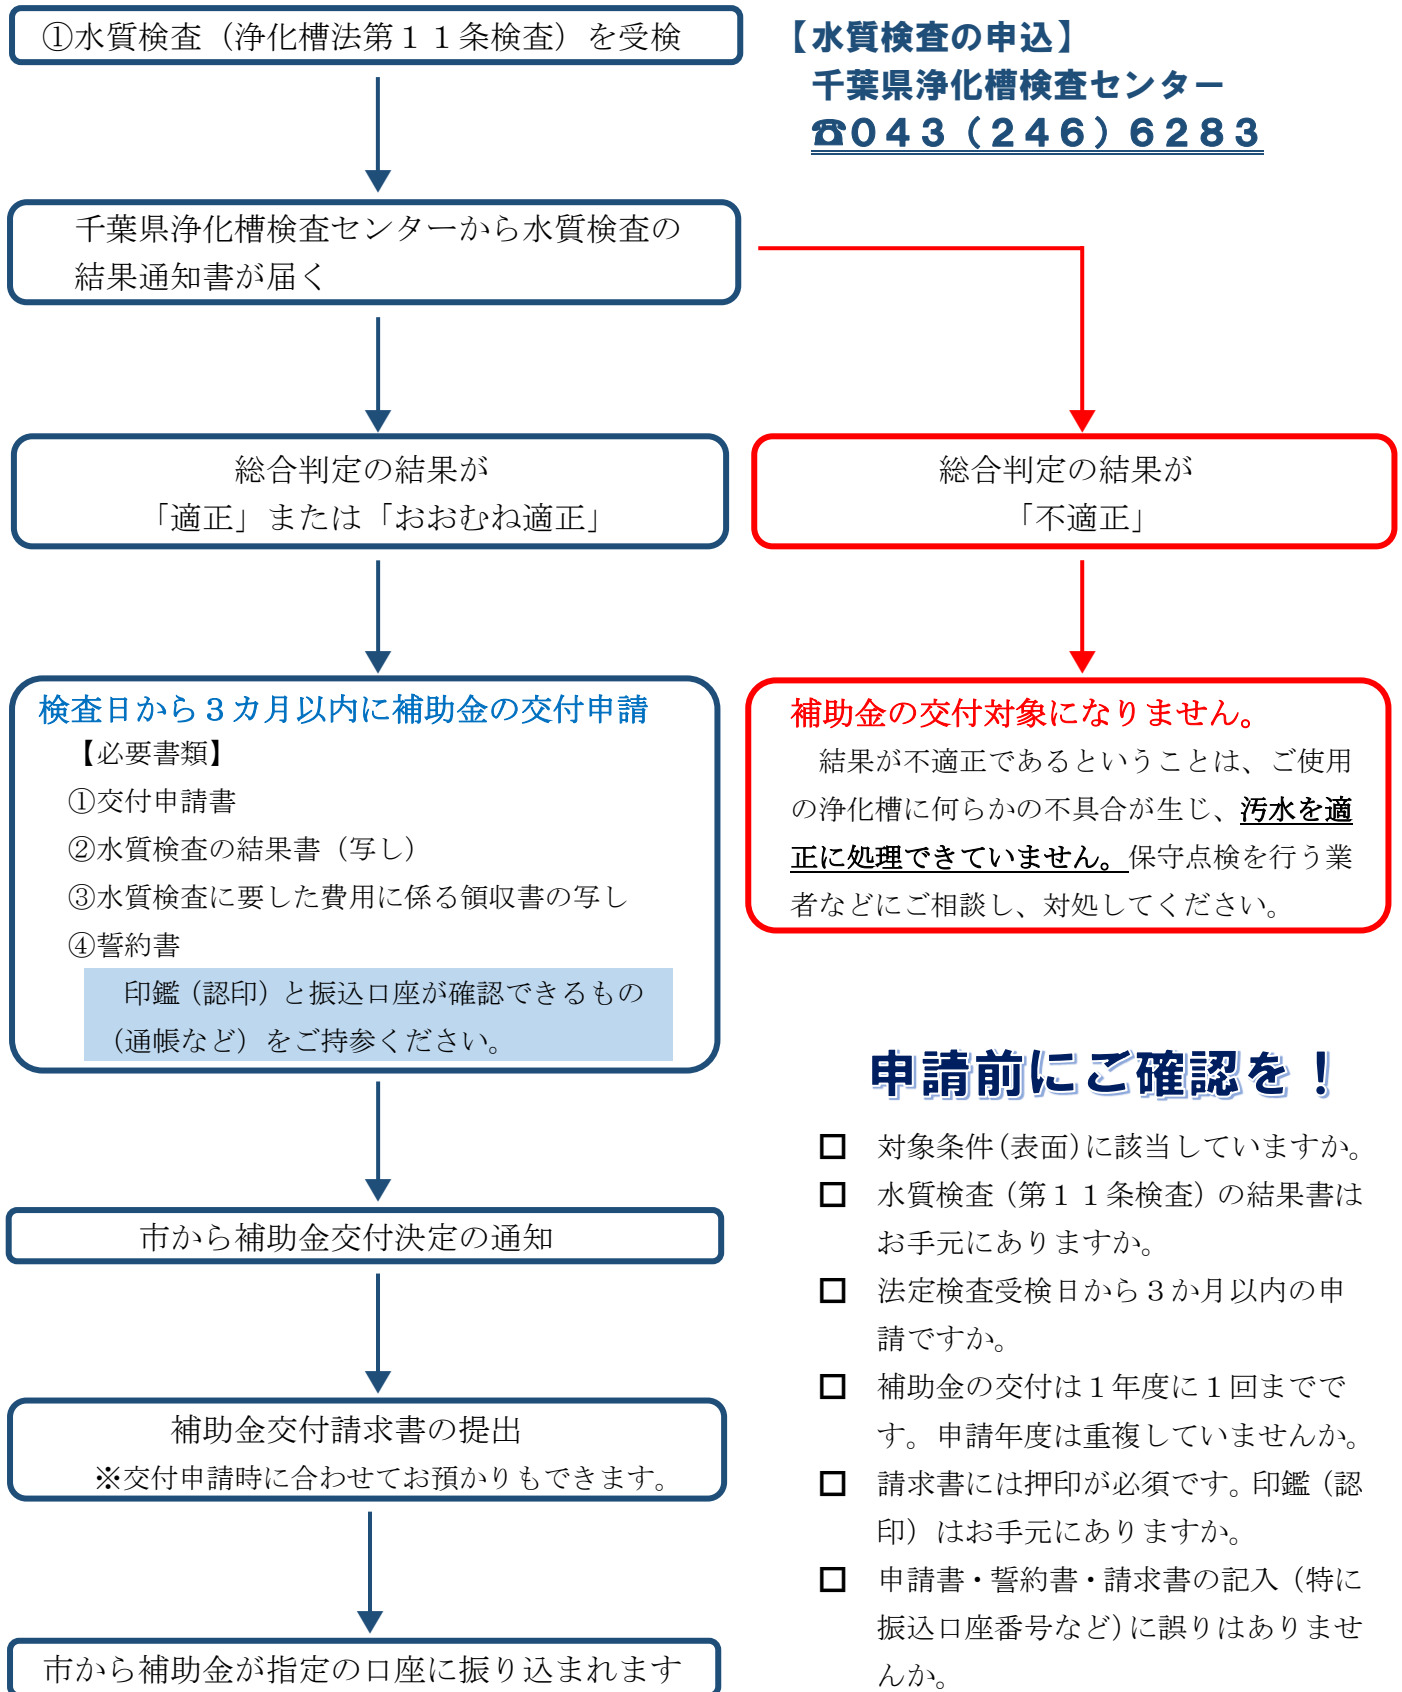 ①水質検査（浄化槽法第１１条検査）を受検
【水質検査の申込】
千葉県浄化槽検査センター
☎０４３（２４６）６２８３
千葉県浄化槽検査センターから水質検査の
結果通知書が届く
総合判定の結果が
「適正」または「おおむね適正」
総合判定の結果が
「不適正」
検査日から３カ月以内に補助金の交付申請
【必要書類】
①交付申請書
②水質検査の結果書（写し）
③水質検査に要した費用に係る領収書の写し
④誓約書
印鑑（認印）と振込口座が確認できるもの
（通帳など）をご持参ください。
補助金の交付対象になりません。
結果が不適正であるということは、ご使用
の浄化槽に何らかの不具合が生じ、汚水を適
正に処理できていません。保守点検を行う業
者などにご相談し、対処してください。
市から補助金交付決定の通知
補助金交付請求書の提出
※交付申請時に合わせてお預かりもできます。
市から補助金が指定の口座に振り込まれます
申請前にご確認を！
□ 対象条件（表面）に該当していますか。
□ 水質検査（第１１条検査）の結果書は
お手元にありますか。
□ 法定検査受検日から３か月以内の申
請ですか。
□ 補助金の交付は１年度に１回までで
す。申請年度は重複していませんか。
□ 請求書には押印が必須です。印鑑（認
印）はお手元にありますか。
□ 申請書・誓約書・請求書の記入（特に
振込口座番号など）に誤りはありませ
んか。